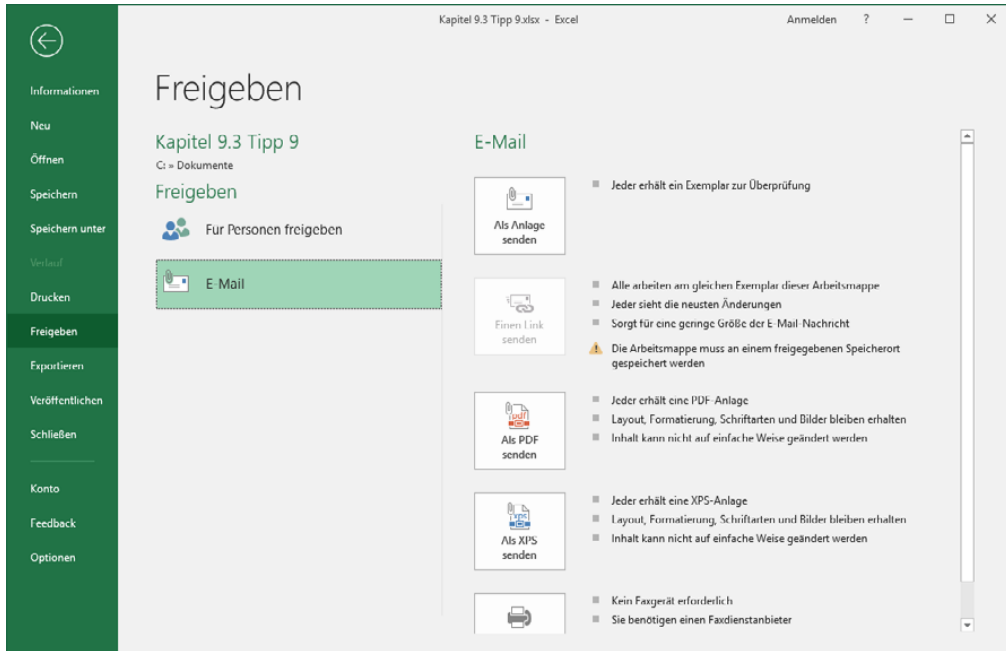 Kapitel 9.3 Tipp 9.xlsx - Excel
Anmelden ?
Informationen
Neu
Öffnen
Speichern
Speichern unter
Verlauf
Drucken
Freigeben
Exportieren
Veröffentlichen
Schließen
Konto
Feedback
Optionen
Freigeben
Kapitel 9.3 Tipp 9
C: » Dokumente
Freigeben
Für Personen freigeben
E-Mail
E-Mail
Als Anlage
senden
Jeder erhält ein Exemplar zur Überprüfung
Einen Link
senden
Alle arbeiten am gleichen Exemplar dieser Arbeitsmappe
Jeder sieht die neusten Änderungen
Sorgt für eine geringe Größe der E-Mail-Nachricht
Die Arbeitsmappe muss an einem freigegebenen Speicherort
gespeichert werden
Als PDF
senden
Jeder erhält eine PDF-Anlage
Layout, Formatierung, Schriftarten und Bilder bleiben erhalten
Inhalt kann nicht auf einfache Weise geändert werden
Als XPS
senden
Jeder erhält eine XPS-Anlage
Layout, Formatierung, Schriftarten und Bilder bleiben erhalten
Inhalt kann nicht auf einfache Weise geändert werden
Kein Faxgerät erforderlich
Sie benötigen einen Faxdienstanbieter